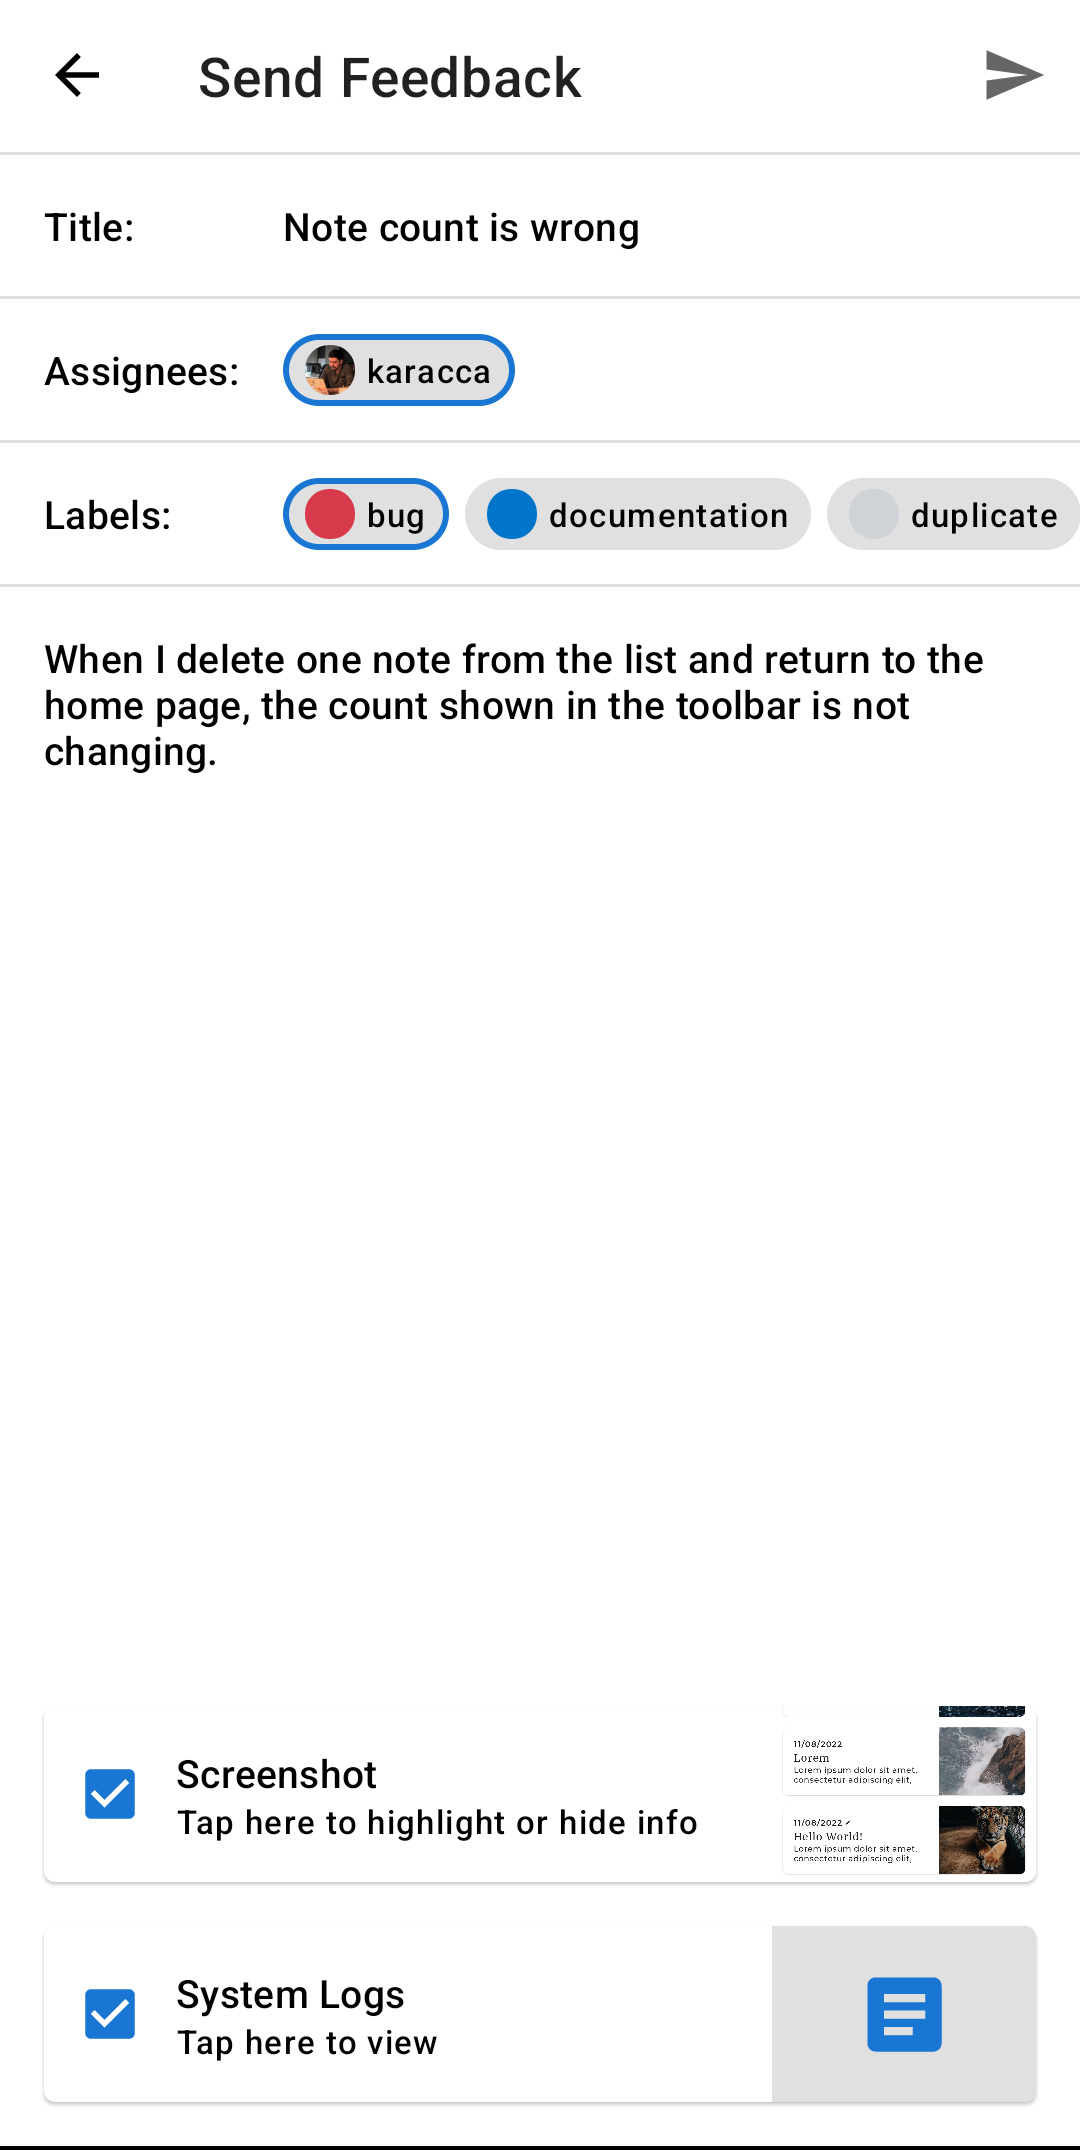 Send Feedback
Title: Note count is wrong
Assignees: karacca
Labels: bug documentation duplicate
When I delete one note from the list and return to the
home page, the count shown in the toolbar is not
changing.
Screenshot
Tap here to highlight or hide info
11/08/2022
Lorem
Lorem ipsum dolor sit amet,
consectetur adipiscing elit,
11/08/2022
Hello World!
Lorem ipsum dolor sit amet,
consectetur adipiscing elit,
System Logs
Tap here to view